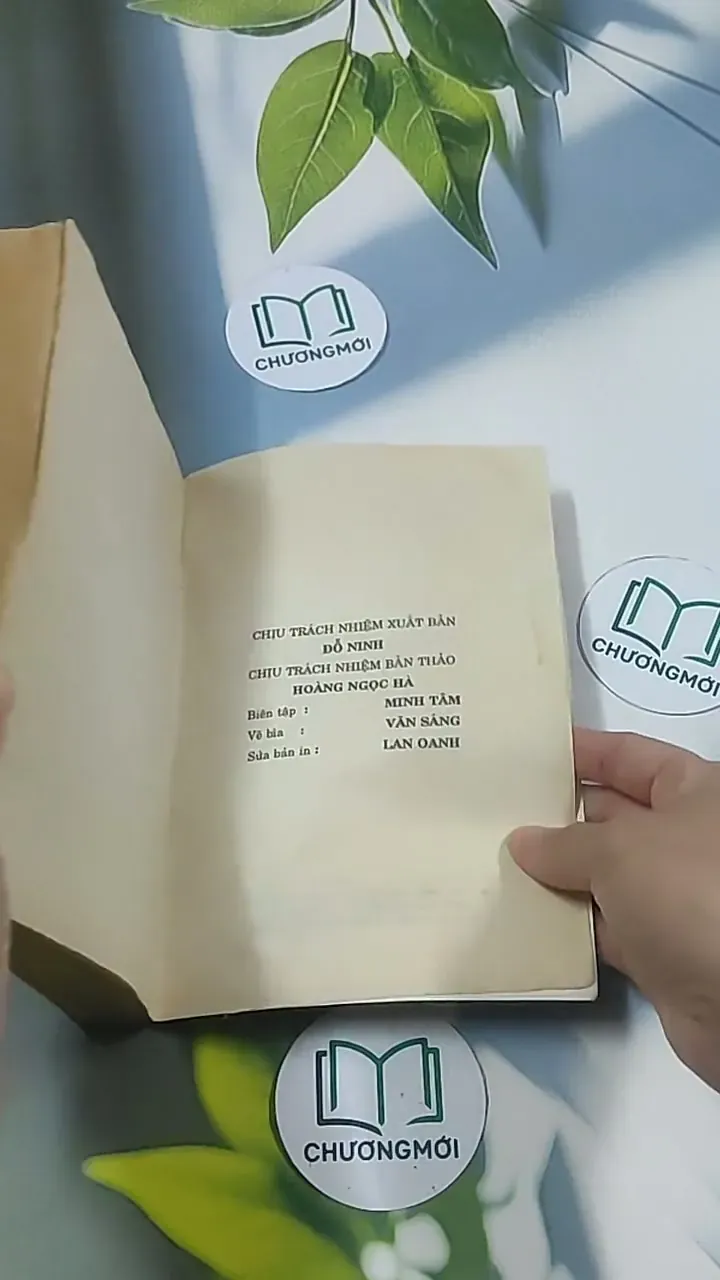 CHƯƠNGMỚI
CHỊU TRÁCH NHIỆM XUẤT BẢN
ĐỖ NINH
CHỊU TRÁCH NHIỆM BẢN THẢO
HOÀNG NGỌC HÀ
Biên tập : MINH TÂM
Vẽ bìa : VĂN SÁNG
Sửa bản in : LAN OANH
CHƯƠNGMỚI
CHƯƠNGMỚI